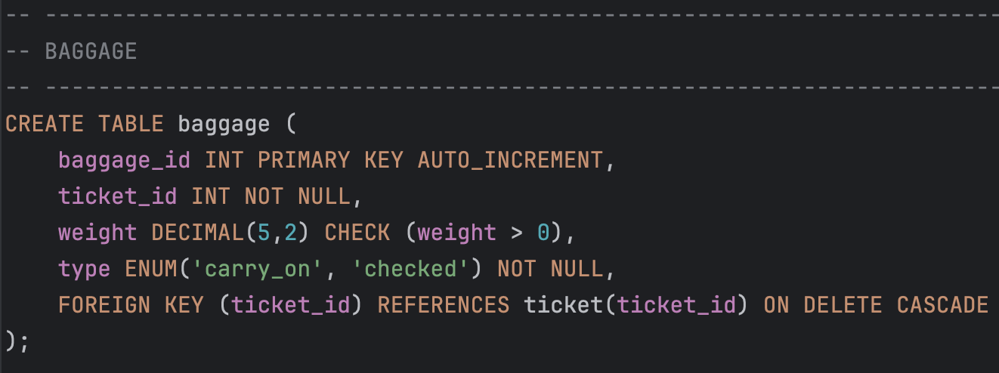 -- --------------------------------------------------------------------------
-- BAGGAGE
-- --------------------------------------------------------------------------
CREATE TABLE baggage (
    baggage_id INT PRIMARY KEY AUTO_INCREMENT,
    ticket_id INT NOT NULL,
    weight DECIMAL(5,2) CHECK (weight > 0),
    type ENUM('carry_on', 'checked') NOT NULL,
    FOREIGN KEY (ticket_id) REFERENCES ticket(ticket_id) ON DELETE CASCADE
);